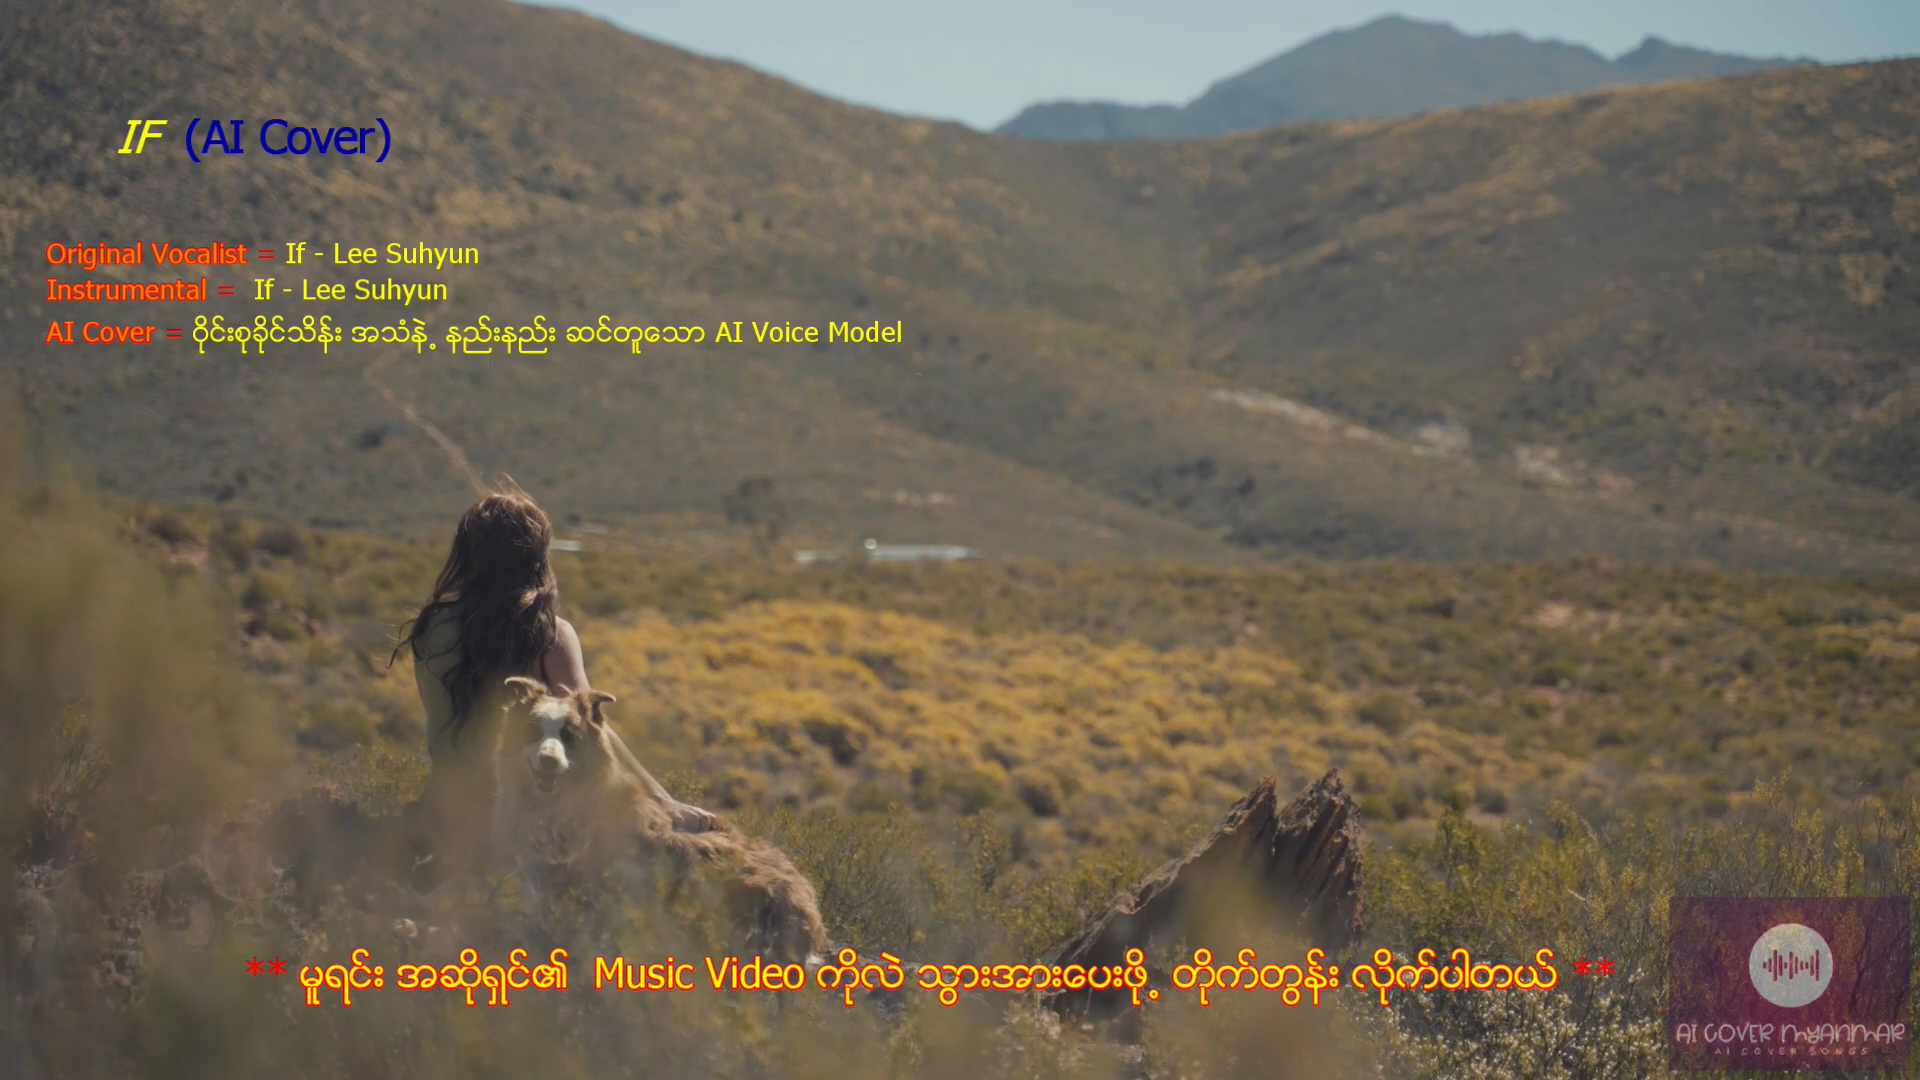 IF (AI Cover)
Original Vocalist = If - Lee Suhyun
Instrumental = If - Lee Suhyun
AI Cover = ဝိုင်းစုခိုင်သိန်း အသံနဲ့ နည်းနည်း ဆင်တူသော AI Voice Model
** မူရင်း အဆိုရှင်၏ Music Video ကိုလဲ သွားအားပေးဖို့ တိုက်တွန်း လိုက်ပါတယ် **
AI COVER MYANMAR
AI COVER SONGS